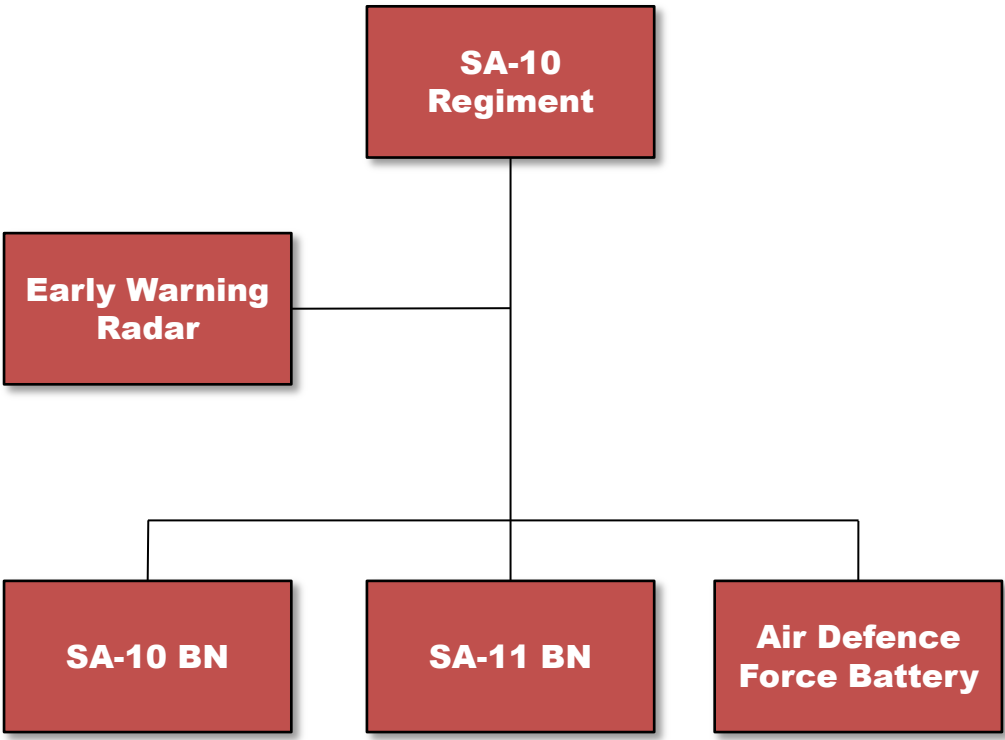 SA-10
Regiment
Early Warning
Radar
SA-10 BN
SA-11 BN
Air Defence
Force Battery